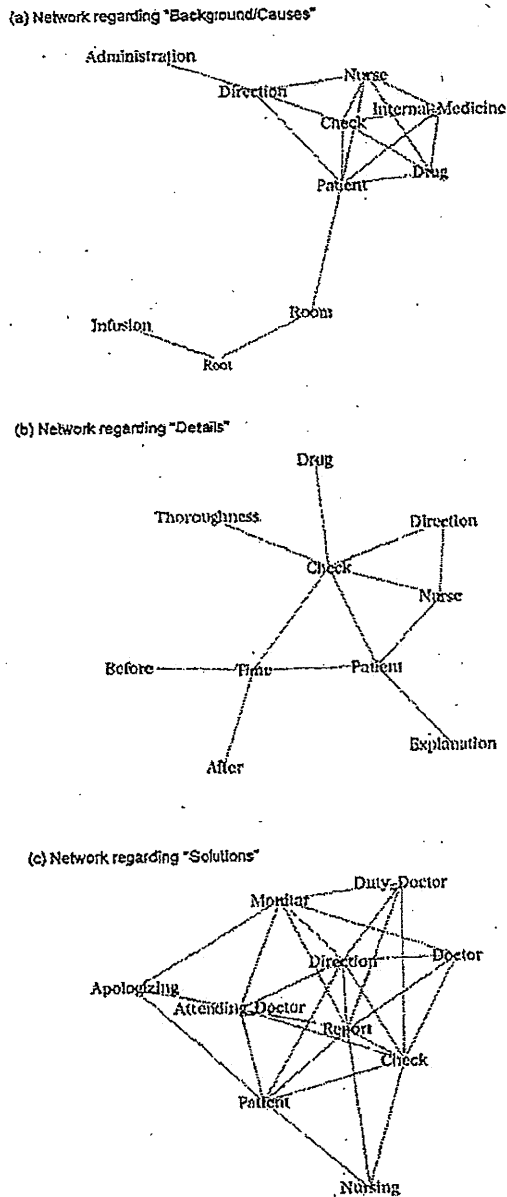 (a) Network regarding "Background/Causes"
Administration
Nurse
Direction
Internal-Medicine
Check
Drug
Patient
Room
Infusion
Root
(b) Network regarding "Details"
Drug
Thoroughness
Direction
Check
Nurse
Before
Time
Patient
Explanation
After
(c) Network regarding "Solutions"
Duty-Doctor
Monitor
Direction
Doctor
Apologizing
Attending-Doctor
Report
Check
Patient
Nursing